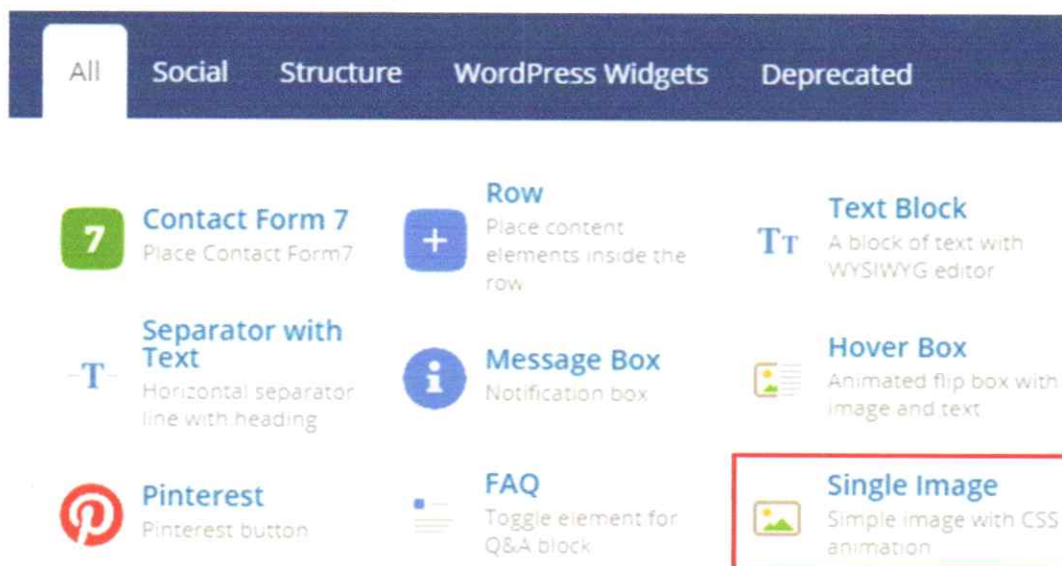 All Social Structure WordPress Widgets Deprecated
7
Contact Form 7
Place Contact Form7
+
Row
Place content
elements inside the
row
TT
Text Block
A block of text with
WYSIWYG editor
T
Separator with
Text
Horizontal separator
line with heading
i
Message Box
Notification box
Hover Box
Animated flip box with
image and text
Pinterest
Pinterest button
FAQ
Toggle element for
Q&A block
Single Image
Simple image with CSS
animation